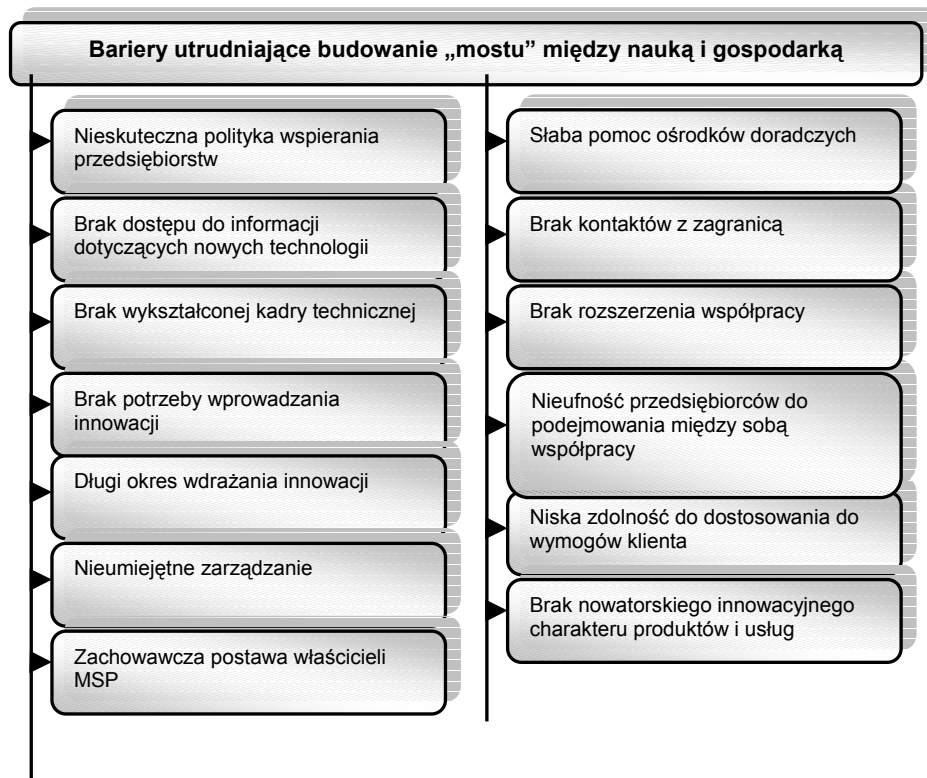 Bariery utrudniające budowanie „mostu” między nauką i gospodarką
Nieskuteczna polityka wspierania
przedsiębiorstw
Brak dostępu do informacji
dotyczących nowych technologii
Brak wykształconej kadry technicznej
Brak potrzeby wprowadzania
innowacji
Długi okres wdrażania innowacji
Nieumiejętne zarządzanie
Zachowawcza postawa właścicieli
MSP
Słaba pomoc ośrodków doradczych
Brak kontaktów z zagranicą
Brak rozszerzenia współpracy
Nieufność przedsiębiorców do
podejmowania między sobą
współpracy
Niska zdolność do dostosowania do
wymogów klienta
Brak nowatorskiego innowacyjnego
charakteru produktów i usług